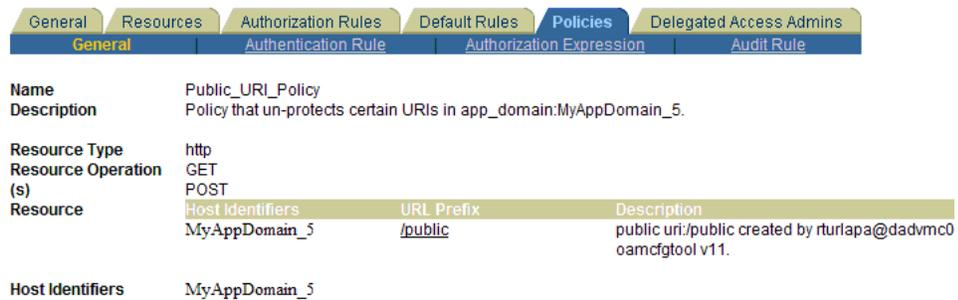 General Resources Authorization Rules Default Rules Policies Delegated Access Admins
General | Authentication Rule | Authorization Expression | Audit Rule
Name Public_URI_Policy
Description Policy that un-protects certain URIs in app_domain:MyAppDomain_5.
Resource Type http
Resource Operation GET
(s) POST
Resource Host Identifiers URL Prefix Description
MyAppDomain_5 /public public uri:/public created by rturlapa@dadvmc0
oamcfgtool v11.
Host Identifiers MyAppDomain_5